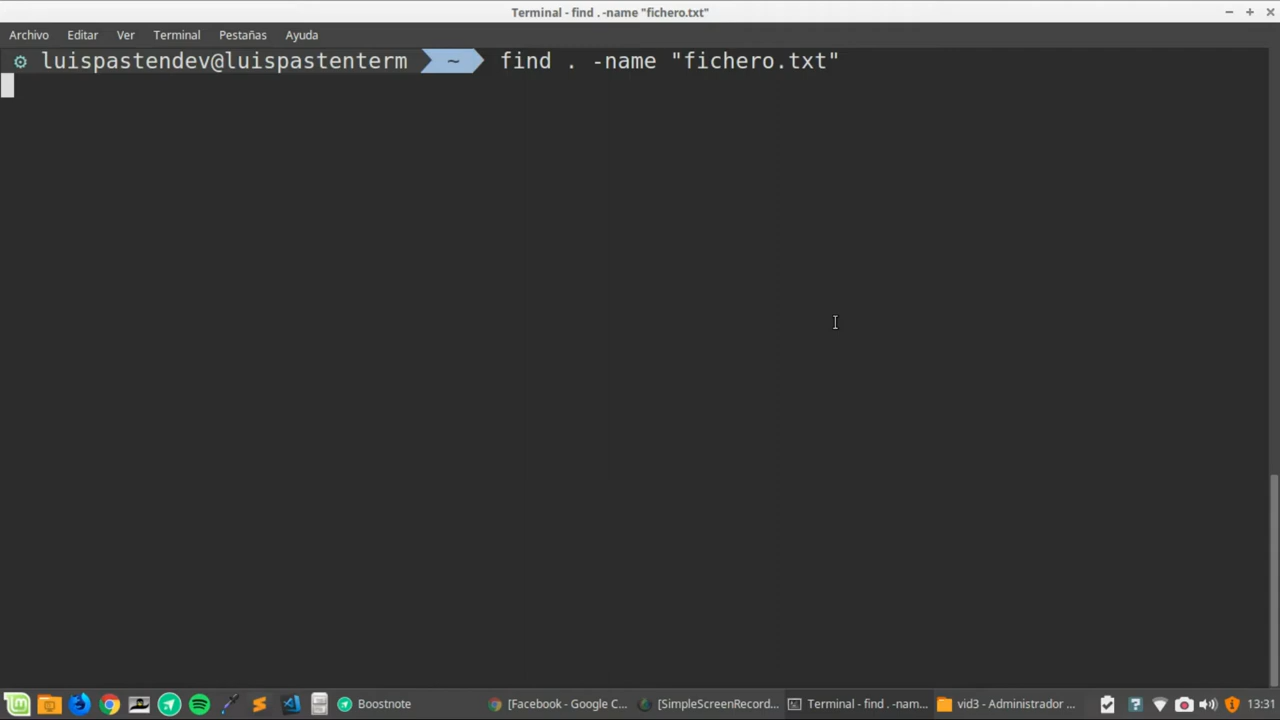 Terminal - find . -name "fichero.txt"
Archivo Editar Ver Terminal Pestañas Ayuda
luispastendev@luispastenterm ~ find . -name "fichero.txt"
Boostnote [Facebook - Google C... [SimpleScreenRecord... Terminal - find . -nam... vid3 - Administrador ... 13:31